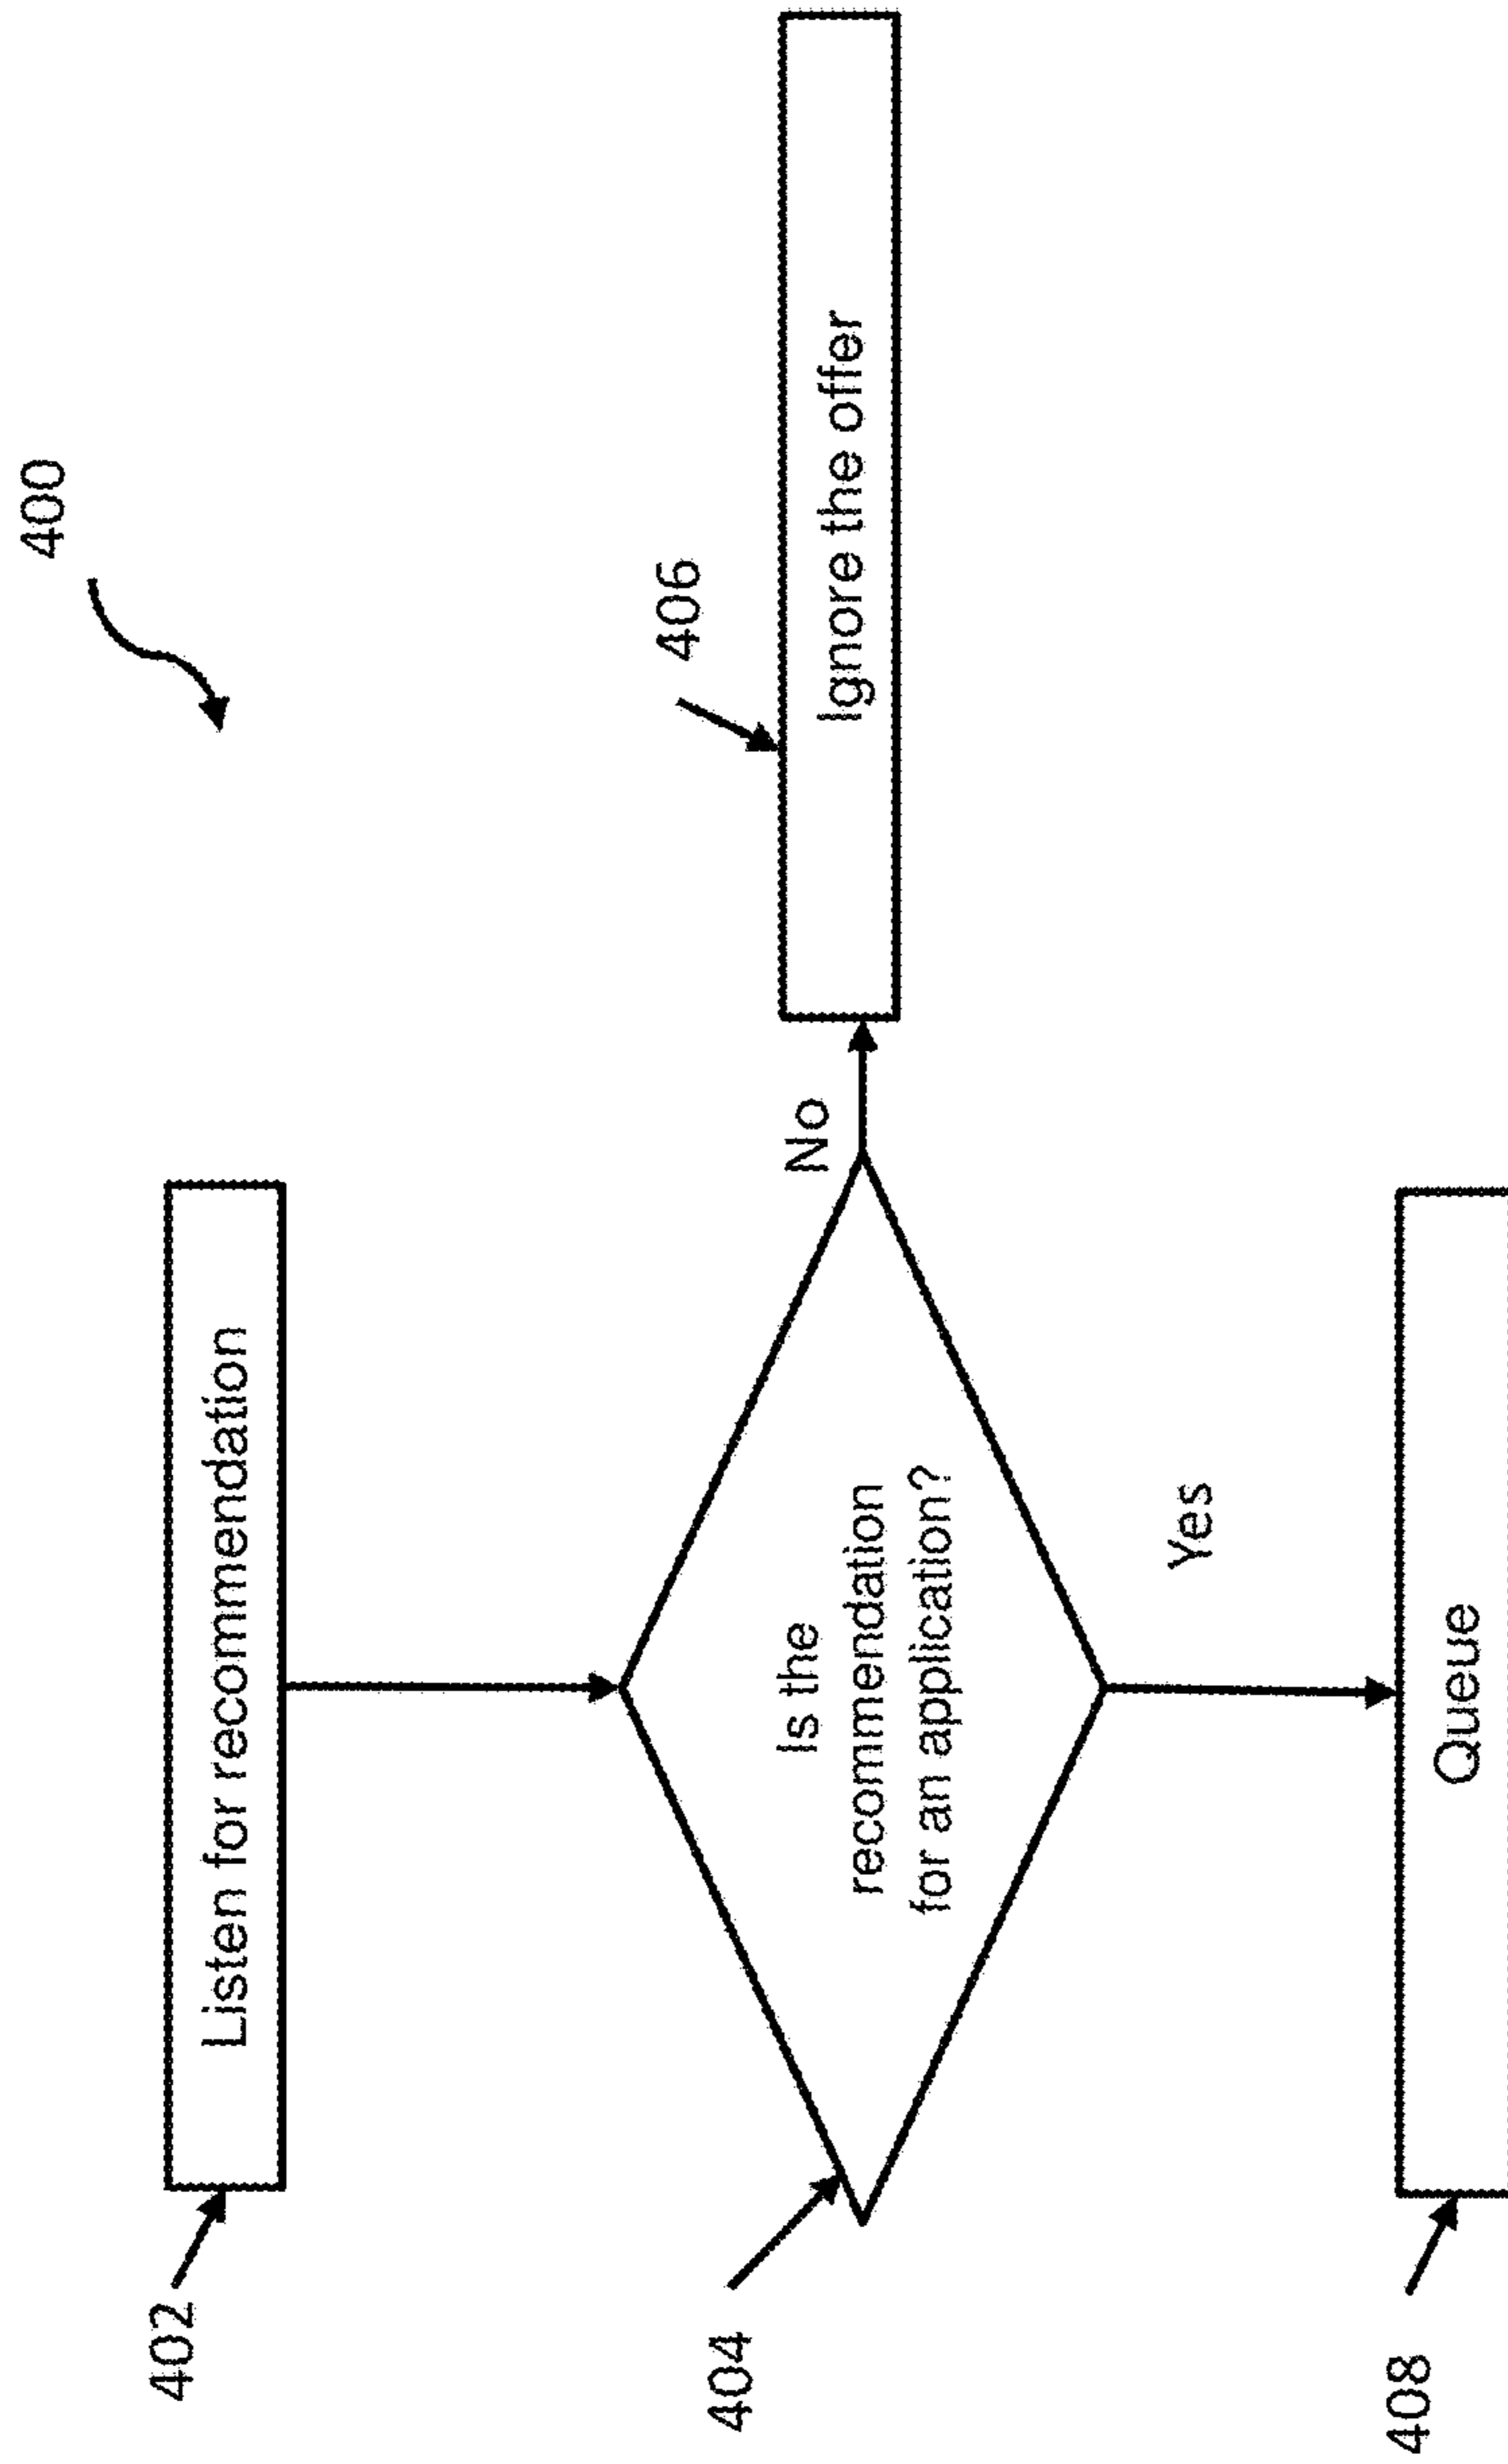 400
402
Listen for recommendation
404
Is the
recommendation
for an application?
No
406
Ignore the offer
Yes
408
Queue